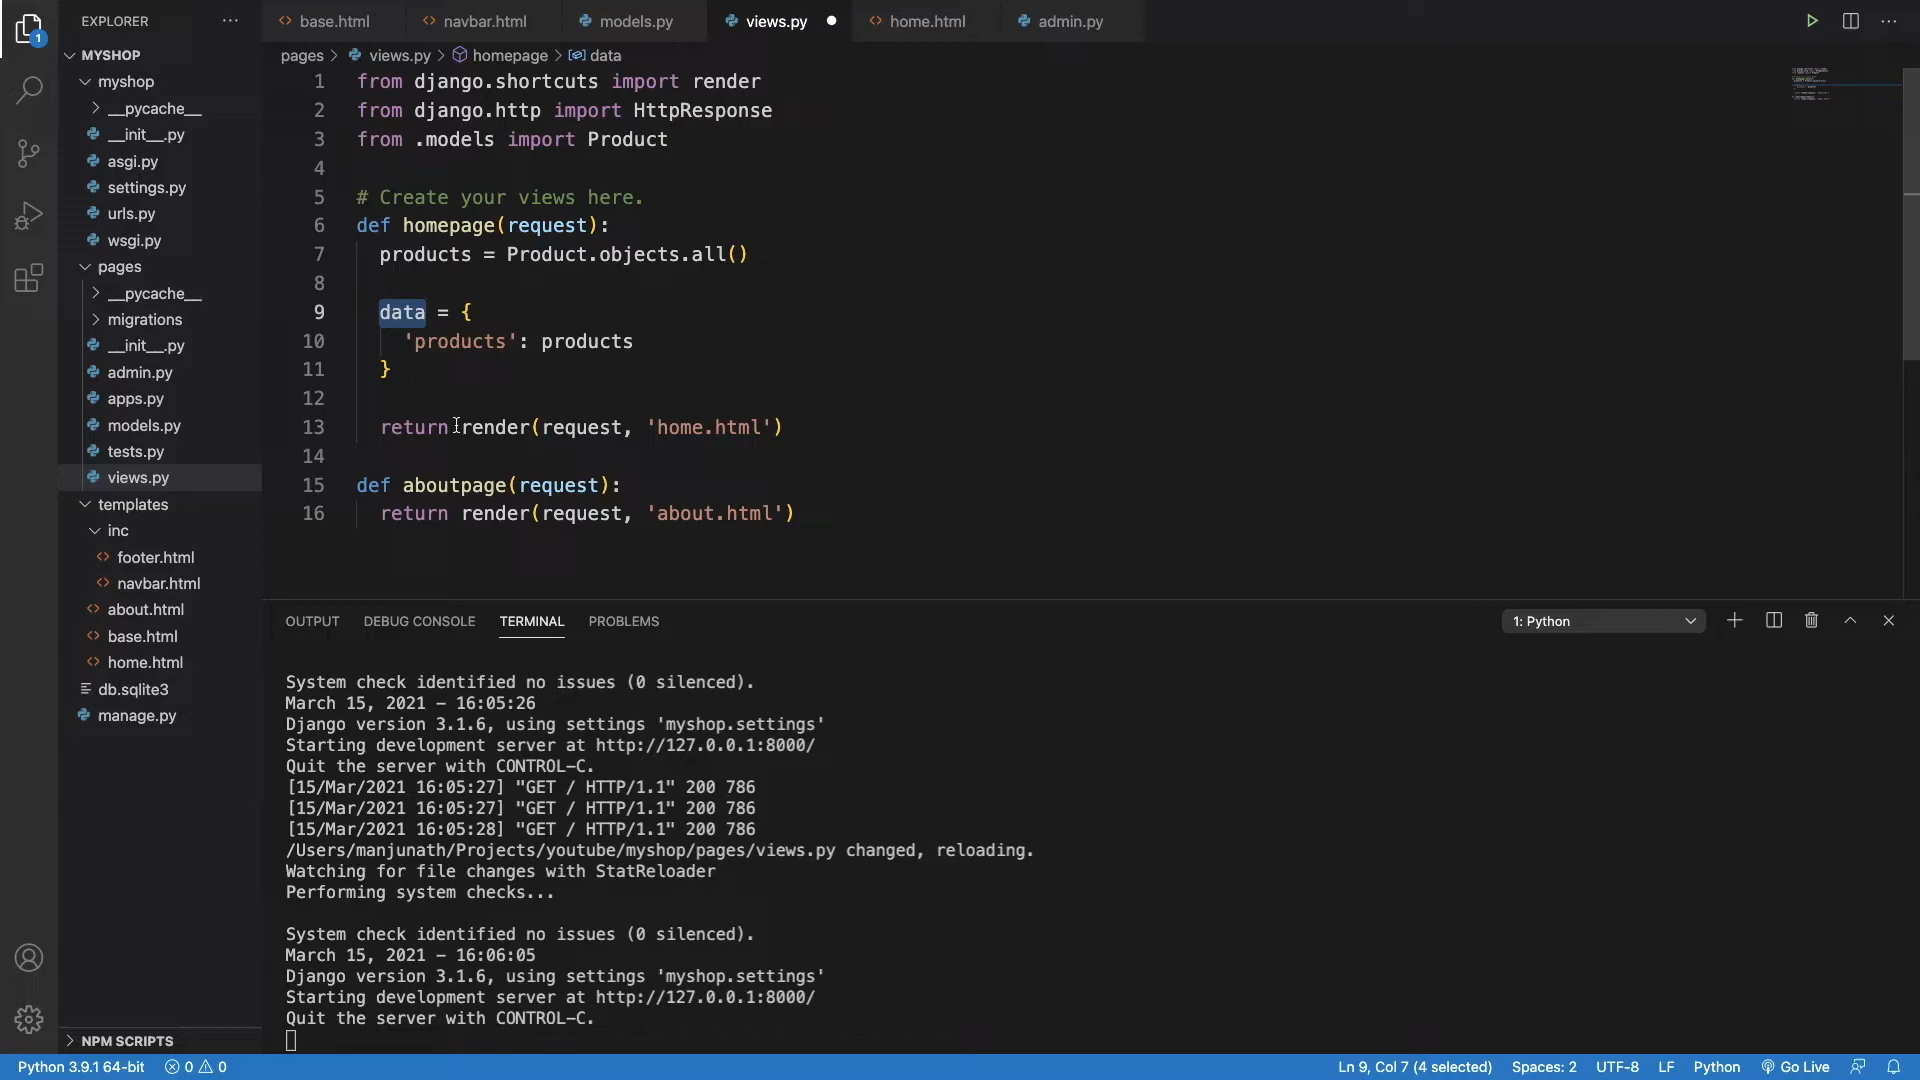 EXPLORER
MYSHOP
myshop
__pycache__
__init__.py
asgi.py
settings.py
urls.py
wsgi.py
pages
__pycache__
migrations
__init__.py
admin.py
apps.py
models.py
tests.py
views.py
templates
inc
footer.html
navbar.html
about.html
base.html
home.html
db.sqlite3
manage.py
NPM SCRIPTS
1
base.html
navbar.html
models.py
views.py
home.html
admin.py
pages > views.py > homepage > data
1 from django.shortcuts import render
2 from django.http import HttpResponse
3 from .models import Product
4
5 # Create your views here.
6 def homepage(request):
7 products = Product.objects.all()
8
9 data = {
10 'products': products
11 }
12
13 return render(request, 'home.html')
14
15 def aboutpage(request):
16 return render(request, 'about.html')
OUTPUT DEBUG CONSOLE TERMINAL PROBLEMS
1: Python
System check identified no issues (0 silenced).
March 15, 2021 - 16:05:26
Django version 3.1.6, using settings 'myshop.settings'
Starting development server at http://127.0.0.1:8000/
Quit the server with CONTROL-C.
[15/Mar/2021 16:05:27] "GET / HTTP/1.1" 200 786
[15/Mar/2021 16:05:27] "GET / HTTP/1.1" 200 786
[15/Mar/2021 16:05:28] "GET / HTTP/1.1" 200 786
/Users/manjunath/Projects/youtube/myshop/pages/views.py changed, reloading.
Watching for file changes with StatReloader
Performing system checks...
System check identified no issues (0 silenced).
March 15, 2021 - 16:06:05
Django version 3.1.6, using settings 'myshop.settings'
Starting development server at http://127.0.0.1:8000/
Quit the server with CONTROL-C.
Python 3.9.1 64-bit 0 0 Ln 9, Col 7 (4 selected) Spaces: 2 UTF-8 LF Python Go Live